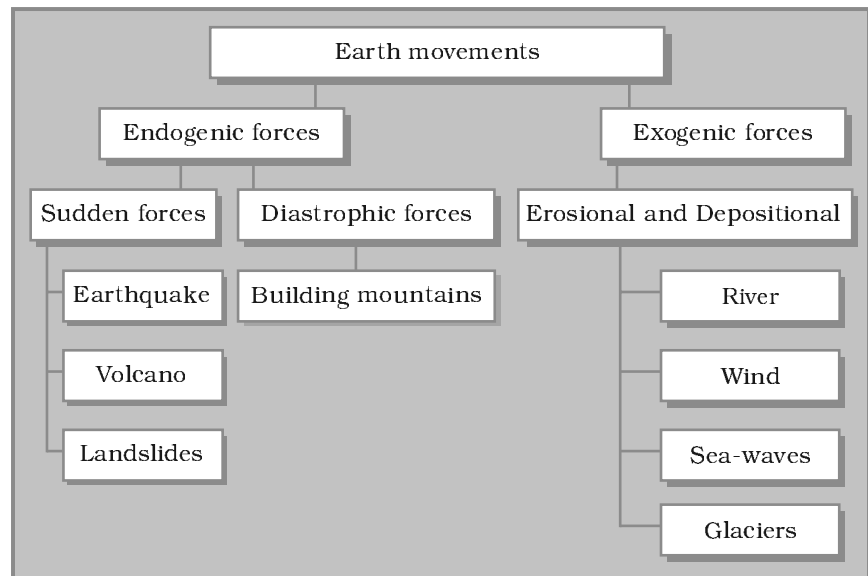 Earth movements
Endogenic forces
Exogenic forces
Sudden forces
Diastrophic forces
Erosional and Depositional
Earthquake
Building mountains
River
Volcano
Wind
Landslides
Sea-waves
Glaciers